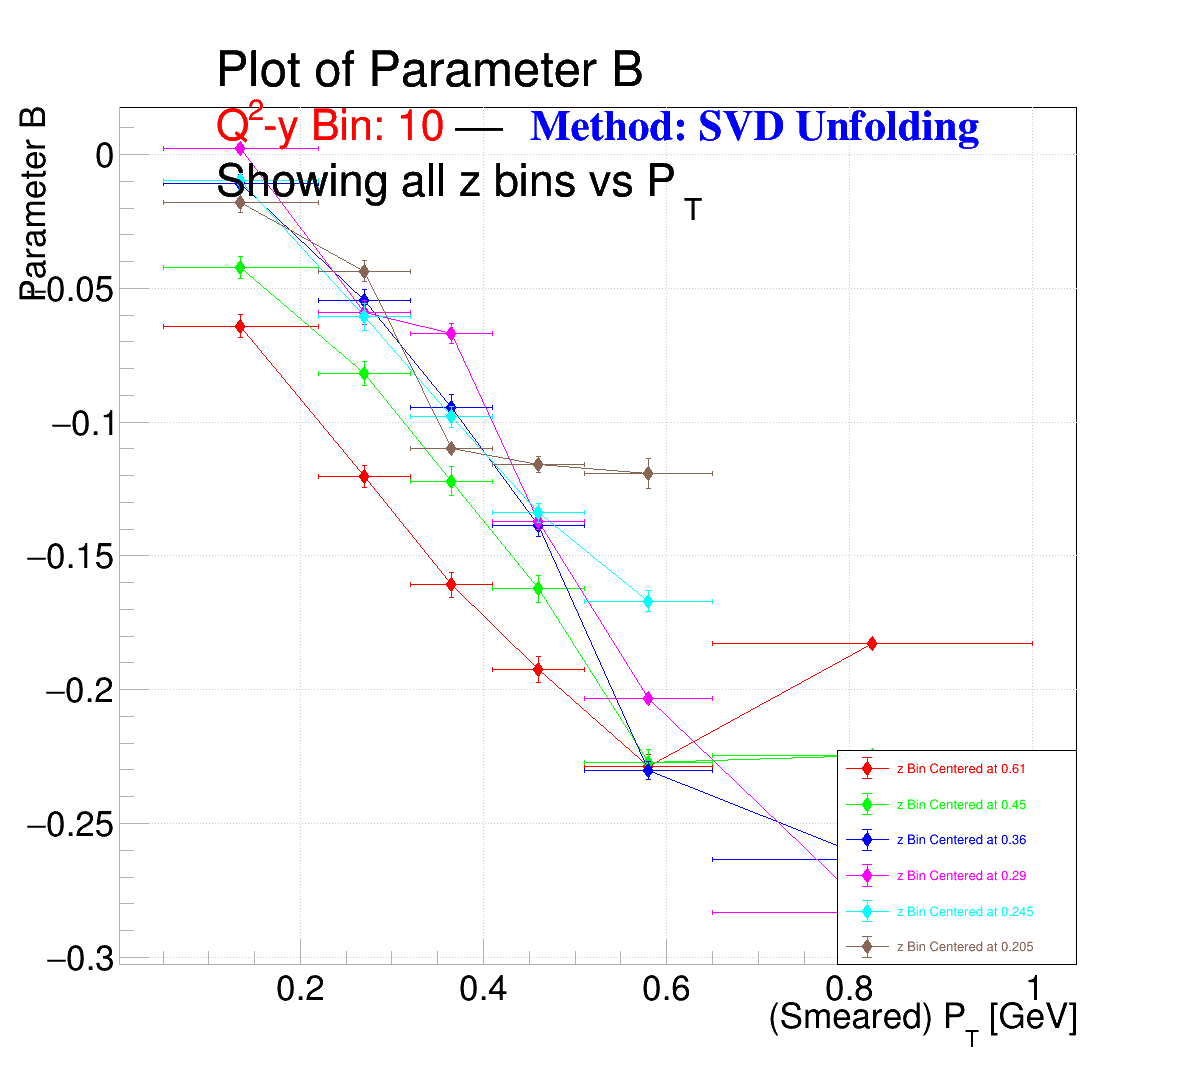 Plot of Parameter B
Q²-y Bin: 10 — Method: SVD Unfolding
Showing all z bins vs P_T
Parameter B
0
−0.05
−0.1
−0.15
−0.2
−0.25
−0.3
z Bin Centered at 0.61
z Bin Centered at 0.45
z Bin Centered at 0.36
z Bin Centered at 0.29
z Bin Centered at 0.245
z Bin Centered at 0.205
0.2 0.4 0.6 0.8 1
(Smeared) P_T [GeV]